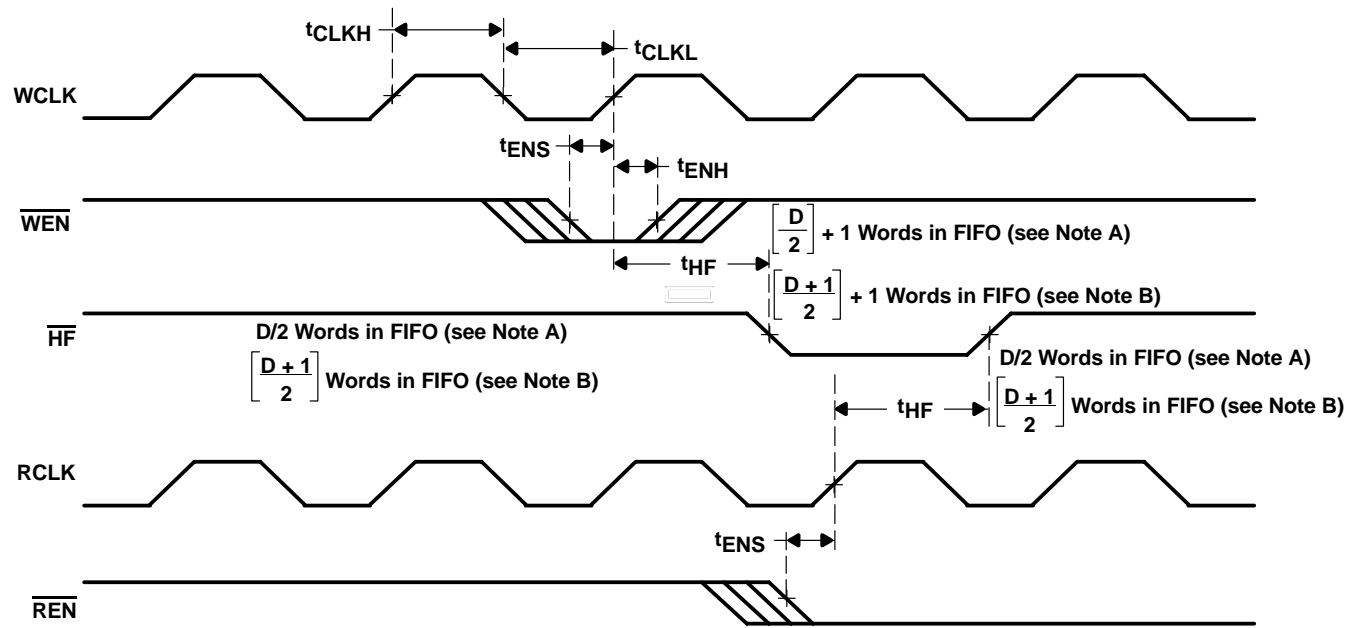 tCLKH
tCLKL
WCLK
tENS
tENH
WEN
[D/2] + 1 Words in FIFO (see Note A)
tHF
[D + 1/2] + 1 Words in FIFO (see Note B)
HF
D/2 Words in FIFO (see Note A)
[D + 1/2] Words in FIFO (see Note B)
D/2 Words in FIFO (see Note A)
tHF
[D + 1/2] Words in FIFO (see Note B)
RCLK
tENS
REN